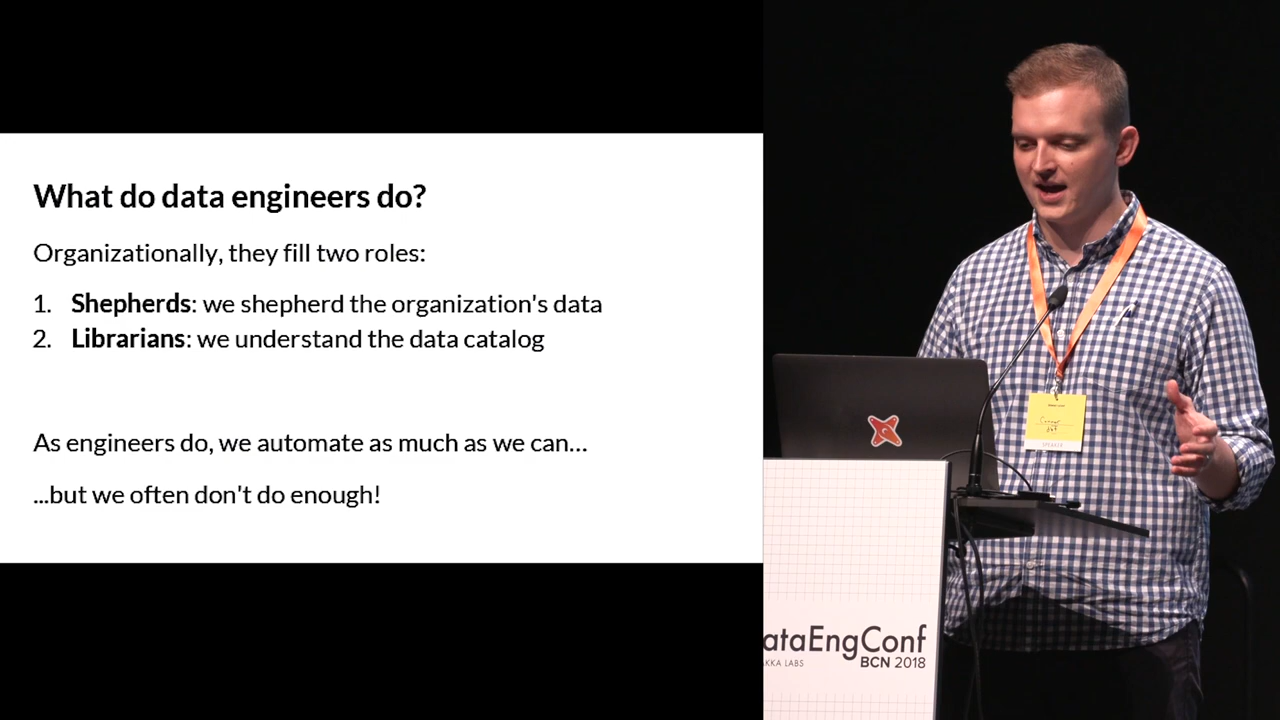 What do data engineers do?
Organizationally, they fill two roles:
1. Shepherds: we shepherd the organization's data
2. Librarians: we understand the data catalog
As engineers do, we automate as much as we can...
...but we often don't do enough!
SPEAKER
ataEngConf
AKKA LABS
BCN 2018